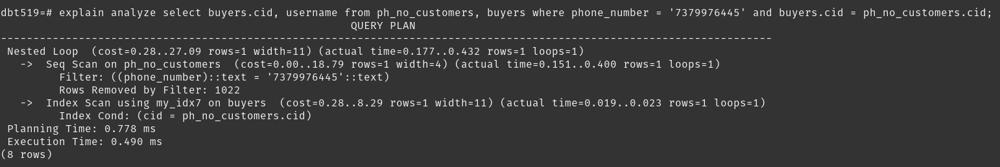 dbt519=# explain analyze select buyers.cid, username from ph_no_customers, buyers where phone_number = '7379976445' and buyers.cid = ph_no_customers.cid;
QUERY PLAN
-----------------------------------------------------------------------------------------------------------------------
Nested Loop  (cost=0.28..27.09 rows=1 width=11) (actual time=0.177..0.432 rows=1 loops=1)
->  Seq Scan on ph_no_customers  (cost=0.00..18.79 rows=1 width=4) (actual time=0.151..0.400 rows=1 loops=1)
Filter: ((phone_number)::text = '7379976445'::text)
Rows Removed by Filter: 1022
->  Index Scan using my_idx7 on buyers  (cost=0.28..8.29 rows=1 width=11) (actual time=0.019..0.023 rows=1 loops=1)
Index Cond: (cid = ph_no_customers.cid)
Planning Time: 0.778 ms
Execution Time: 0.490 ms
(8 rows)